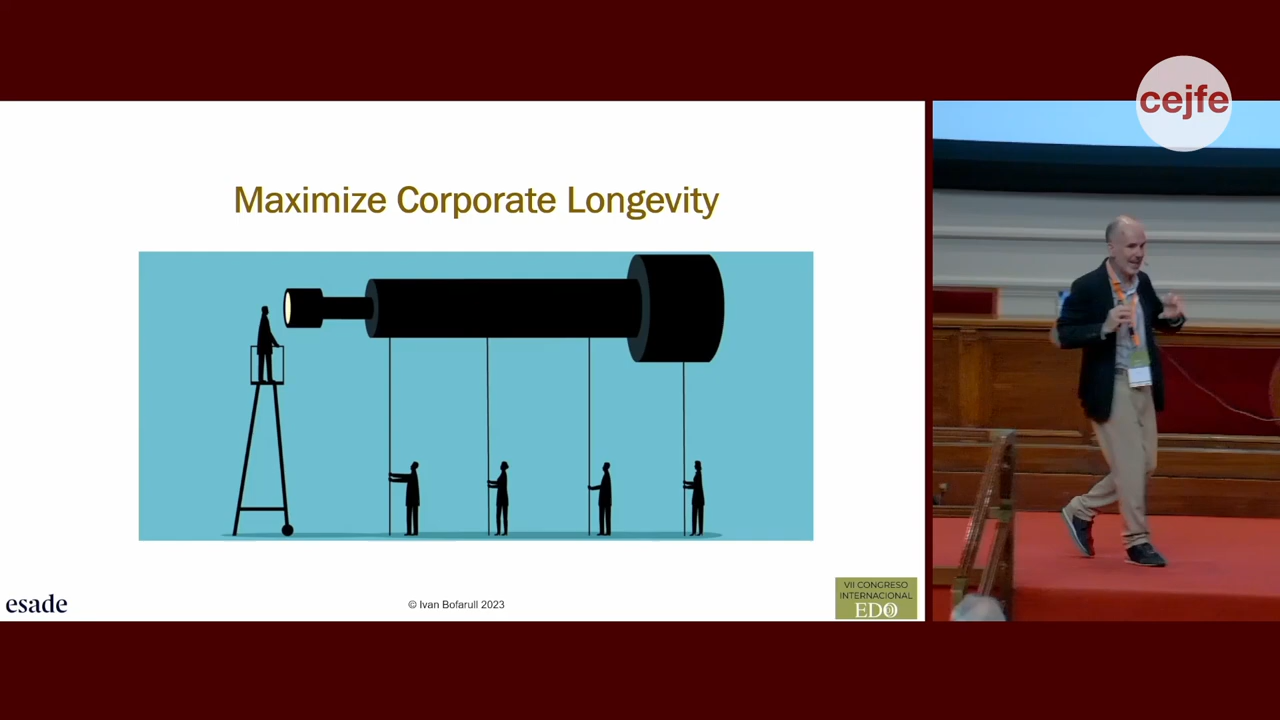 cejfe
Maximize Corporate Longevity
esade
© Ivan Bofarull 2023
VII CONGRESO
INTERNACIONAL
EDO